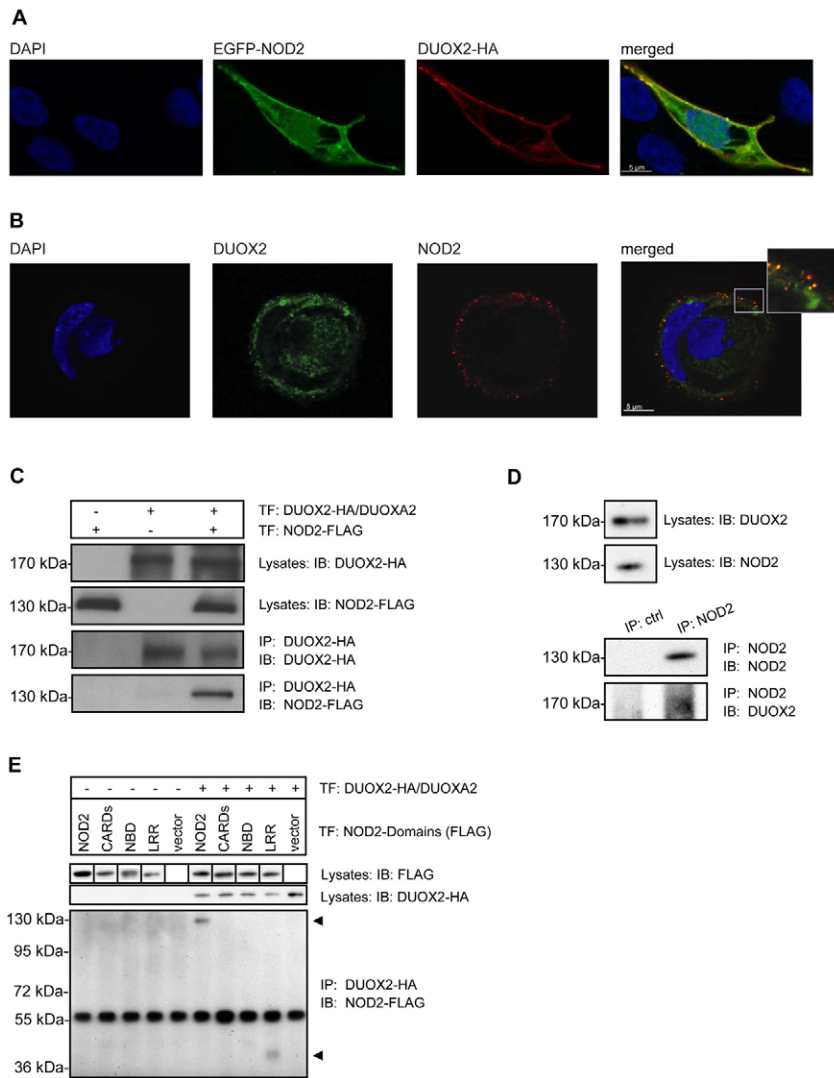 A
DAPI EGFP-NOD2 DUOX2-HA merged
5 µm
B
DAPI DUOX2 NOD2 merged
5 µm
C
- + + TF: DUOX2-HA/DUOXA2
+ - + TF: NOD2-FLAG
170 kDa- Lysates: IB: DUOX2-HA
130 kDa- Lysates: IB: NOD2-FLAG
170 kDa- IP: DUOX2-HA
IB: DUOX2-HA
130 kDa- IP: DUOX2-HA
IB: NOD2-FLAG
D
170 kDa- Lysates: IB: DUOX2
130 kDa- Lysates: IB: NOD2
IP: ctrl IP: NOD2
130 kDa- IP: NOD2
IB: NOD2
170 kDa- IP: NOD2
IB: DUOX2
E
- - - - - + + + + + TF: DUOX2-HA/DUOXA2
NOD2 CARDs NBD LRR vector NOD2 CARDs NBD LRR vector TF: NOD2-Domains (FLAG)
Lysates: IB: FLAG
Lysates: IB: DUOX2-HA
130 kDa-
95 kDa-
72 kDa- IP: DUOX2-HA
IB: NOD2-FLAG
55 kDa-
36 kDa-